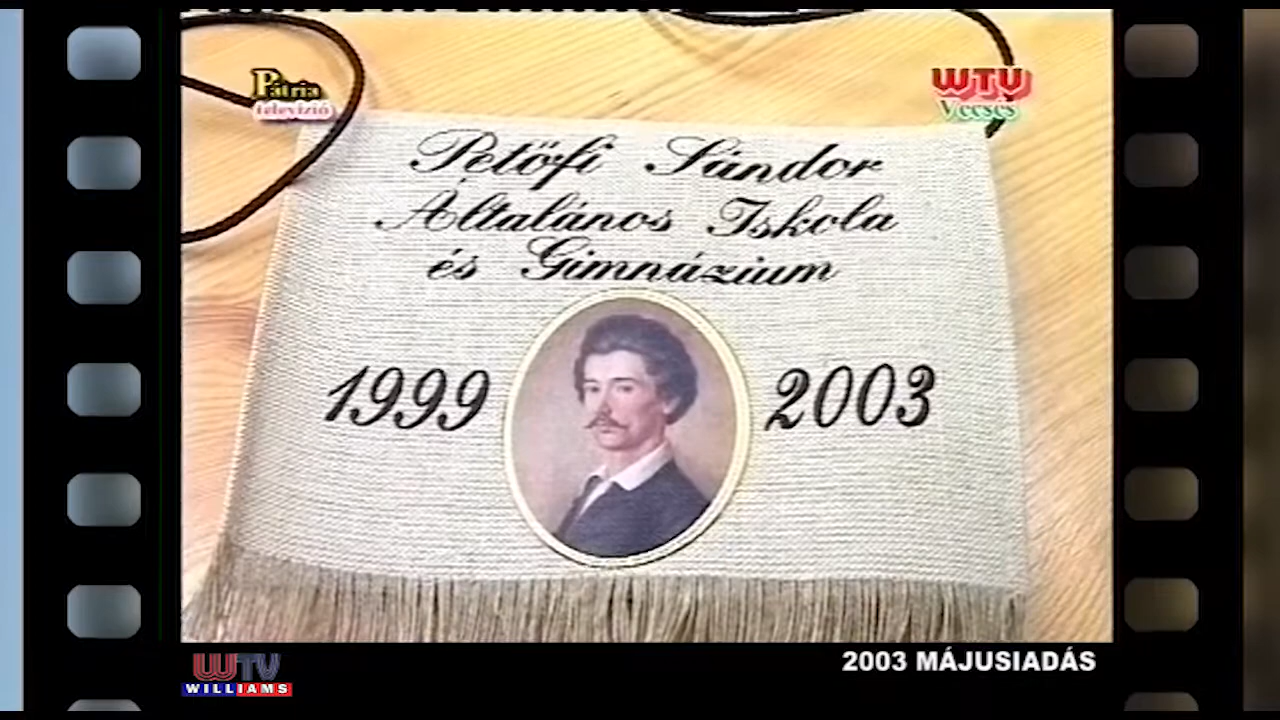 Pátria
televízió
WTV
Vecsés
Petőfi Sándor
Általános Iskola
és Gimnázium
1999 2003
WTV
WILLIAMS
2003 MÁJUSIADÁS